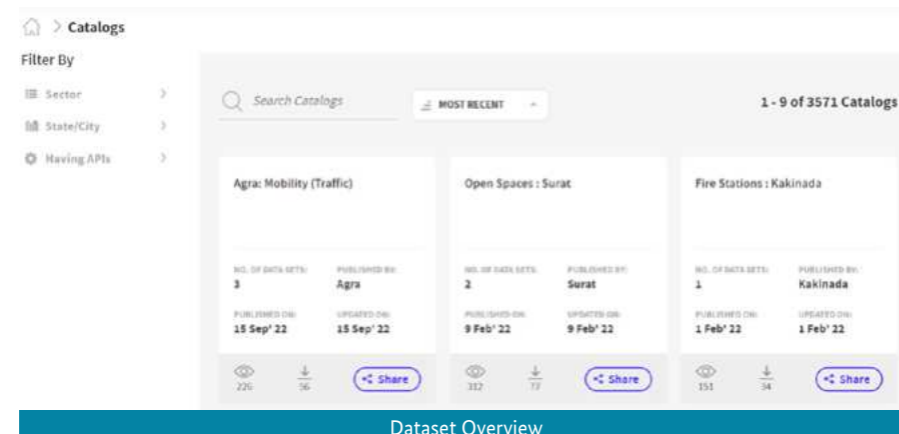 > Catalogs
Filter By
Sector >
State/City >
Having APIs >
Search Catalogs
MOST RECENT
1 - 9 of 3571 Catalogs
Agra: Mobility (Traffic)
NO. OF DATA SETS: PUBLISHED BY:
3 Agra
PUBLISHED ON: UPDATED ON:
15 Sep' 22 15 Sep' 22
226 56 Share
Open Spaces : Surat
NO. OF DATA SETS: PUBLISHED BY:
2 Surat
PUBLISHED ON: UPDATED ON:
9 Feb' 22 9 Feb' 22
312 77 Share
Fire Stations : Kakinada
NO. OF DATA SETS: PUBLISHED BY:
1 Kakinada
PUBLISHED ON: UPDATED ON:
1 Feb' 22 1 Feb' 22
151 34 Share
Dataset Overview